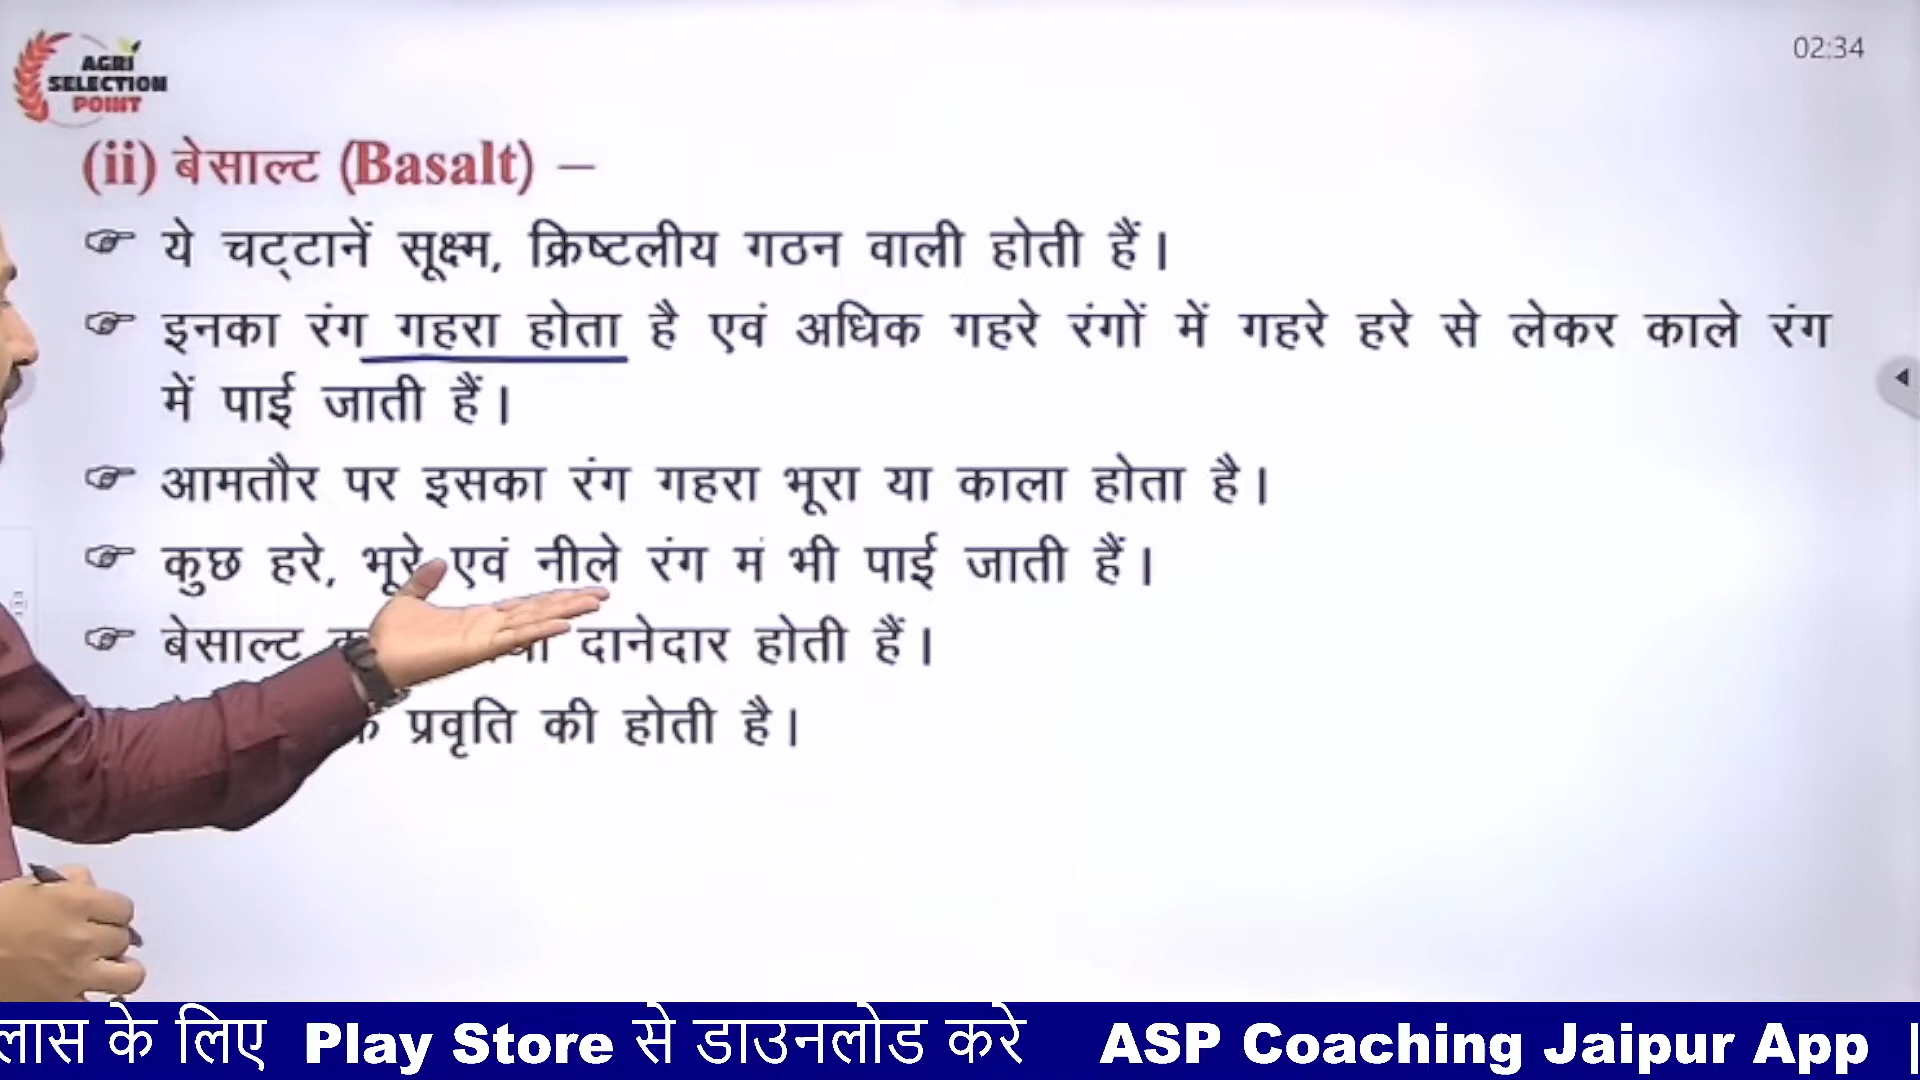 AGRI
SELECTION
POINT
02:34
(ii) बेसाल्ट (Basalt) –
☞ ये चट्टानें सूक्ष्म, क्रिष्टलीय गठन वाली होती हैं।
☞ इनका रंग गहरा होता है एवं अधिक गहरे रंगों में गहरे हरे से लेकर काले रंग
में पाई जाती हैं।
☞ आमतौर पर इसका रंग गहरा भूरा या काला होता है।
☞ कुछ हरे, भूरे एवं नीले रंग में भी पाई जाती हैं।
☞ बेसाल्ट दानेदार होती हैं।
प्रवृति की होती है।
के लिए Play Store से डाउनलोड करे ASP Coaching Jaipur App |